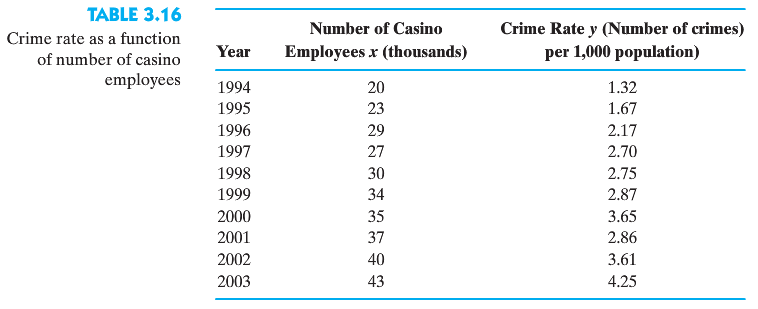 TABLE 3.16
Crime rate as a function
of number of casino
employees
Number of Casino Crime Rate y (Number of crimes)
Year Employees x (thousands) per 1,000 population)
1994 20 1.32
1995 23 1.67
1996 29 2.17
1997 27 2.70
1998 30 2.75
1999 34 2.87
2000 35 3.65
2001 37 2.86
2002 40 3.61
2003 43 4.25